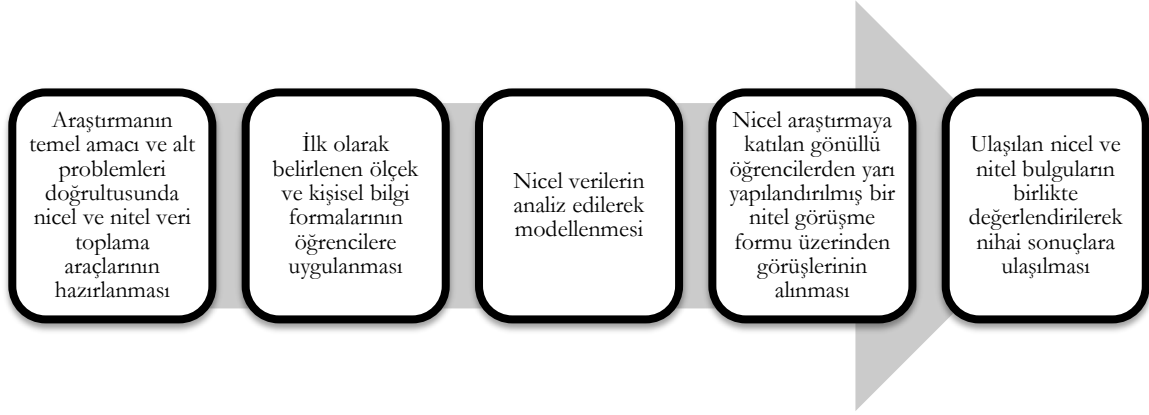 Araştırmanın
temel amacı ve alt
problemleri
doğrultusunda
nicel ve nitel veri
toplama
araçlarının
hazırlanması
İlk olarak
belirlenen ölçek
ve kişisel bilgi
formalarının
öğrencilere
uygulanması
Nicel verilerin
analiz edilerek
modellenmesi
Nicel araştırmaya
katılan gönüllü
öğrencilerden yarı
yapılandırılmış bir
nitel görüşme
formu üzerinden
görüşlerinin
alınması
Ulaşılan nicel ve
nitel bulguların
birlikte
değerlendirilerek
nihai sonuçlara
ulaşılması